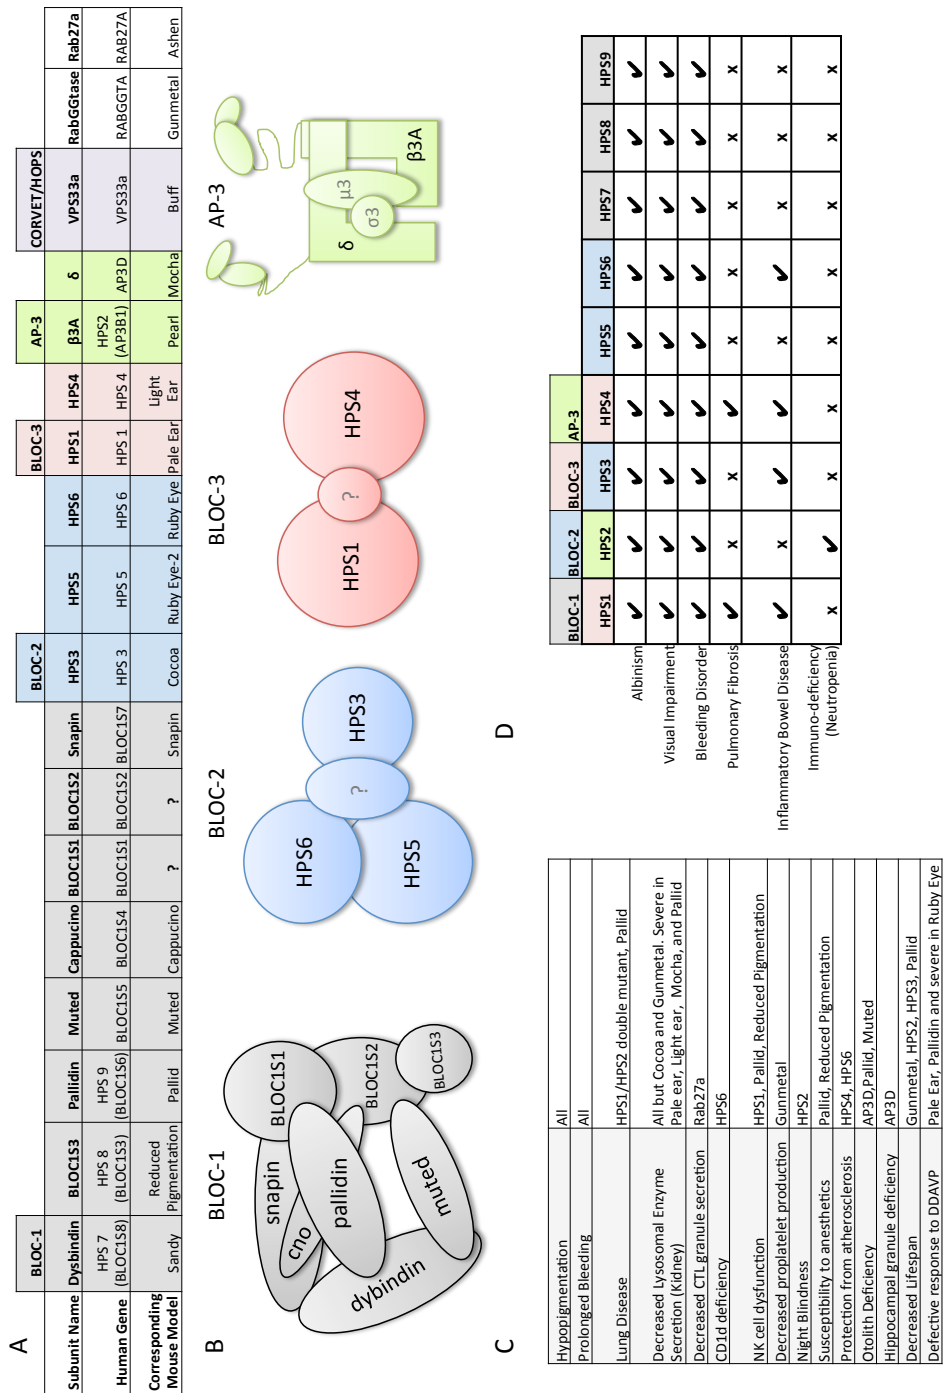 A
BLOC-1 BLOC-2 BLOC-3 AP-3 CORVET/HOPS
Subunit Name Dysbindin BLOC1S3 Pallidin Muted Cappucino BLOC1S1 BLOC1S2 Snapin HPS3 HPS5 HPS6 HPS1 HPS4 β3A δ VPS33a RabGGtase Rab27a
Human Gene HPS 7 (BLOC1S8) HPS 8 (BLOC1S3) HPS 9 (BLOC1S6) BLOC1S5 BLOC1S4 BLOC1S1 BLOC1S2 BLOC1S7 HPS 3 HPS 5 HPS 6 HPS 1 HPS 4 HPS2 (AP3B1) AP3D VPS33a RABGGTA RAB27A
Corresponding Mouse Model Sandy Reduced Pigmentation Pallid Muted Cappucino ? ? Snapin Cocoa Ruby Eye-2 Ruby Eye Pale Ear Light Ear Pearl Mocha Buff Gunmetal Ashen
B
BLOC-1
snapin
cno
pallidin
dybindin
muted
BLOC1S1
BLOC1S2
BLOC1S3
BLOC-2
HPS6
HPS5
?
HPS3
BLOC-3
HPS1
?
HPS4
AP-3
δ
μ3
σ3
β3A
C
Hypopigmentation All
Prolonged Bleeding All
Lung Disease HPS1/HPS2 double mutant, Pallid
Decreased Lysosomal Enzyme All but Cocoa and Gunmetal. Severe in
Secretion (Kidney) Pale ear, Light ear, Mocha, and Pallid
Decreased CTL granule secretion Rab27a
CD1d deficiency HPS6
NK cell dysfunction HPS1, Pallid, Reduced Pigmentation
Decreased proplatelet production Gunmetal
Night Blindness HPS2
Susceptibility to anesthetics Pallid, Reduced Pigmentation
Protection from atherosclerosis HPS4, HPS6
Otolith Deficiency AP3D,Pallid, Muted
Hippocampal granule deficiency AP3D
Decreased Lifespan Gunmetal, HPS2, HPS3, Pallid
Defective response to DDAVP Pale Ear, Pallidin and severe in Ruby Eye
D
BLOC-1 BLOC-2 BLOC-3 AP-3
HPS1 HPS2 HPS3 HPS4 HPS5 HPS6 HPS7 HPS8 HPS9
Albinism ✔ ✔ ✔ ✔ ✔ ✔ ✔ ✔ ✔
Visual Impairment ✔ ✔ ✔ ✔ ✔ ✔ ✔ ✔ ✔
Bleeding Disorder ✔ ✔ ✔ ✔ ✔ ✔ ✔ ✔ ✔
Pulmonary Fibrosis ✔ x x ✔ x x x x x
Inflammatory Bowel Disease ✔ x ✔ ✔ x ✔ x x x
Immuno-deficiency
(Neutropenia) x ✔ x x x x x x x